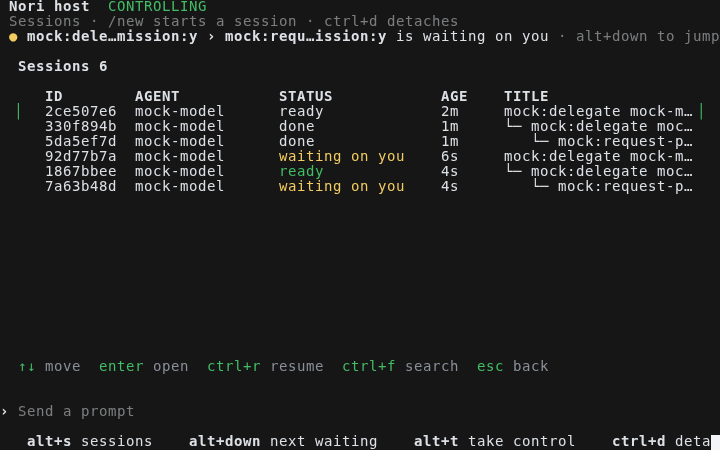 Nori host  CONTROLLING
Sessions · /new starts a session · ctrl+d detaches
● mock:dele…mission:y › mock:requ…ission:y is waiting on you · alt+down to jump
Sessions 6
ID AGENT STATUS AGE TITLE
2ce507e6 mock-model ready 2m mock:delegate mock-m…
330f894b mock-model done 1m └─ mock:delegate moc…
5da5ef7d mock-model done 1m └─ mock:request-p…
92d77b7a mock-model waiting on you 6s mock:delegate mock-m…
1867bbee mock-model ready 4s └─ mock:delegate moc…
7a63b48d mock-model waiting on you 4s └─ mock:request-p…
↑↓ move  enter open  ctrl+r resume  ctrl+f search  esc back
› Send a prompt
alt+s sessions    alt+down next waiting    alt+t take control    ctrl+d deta